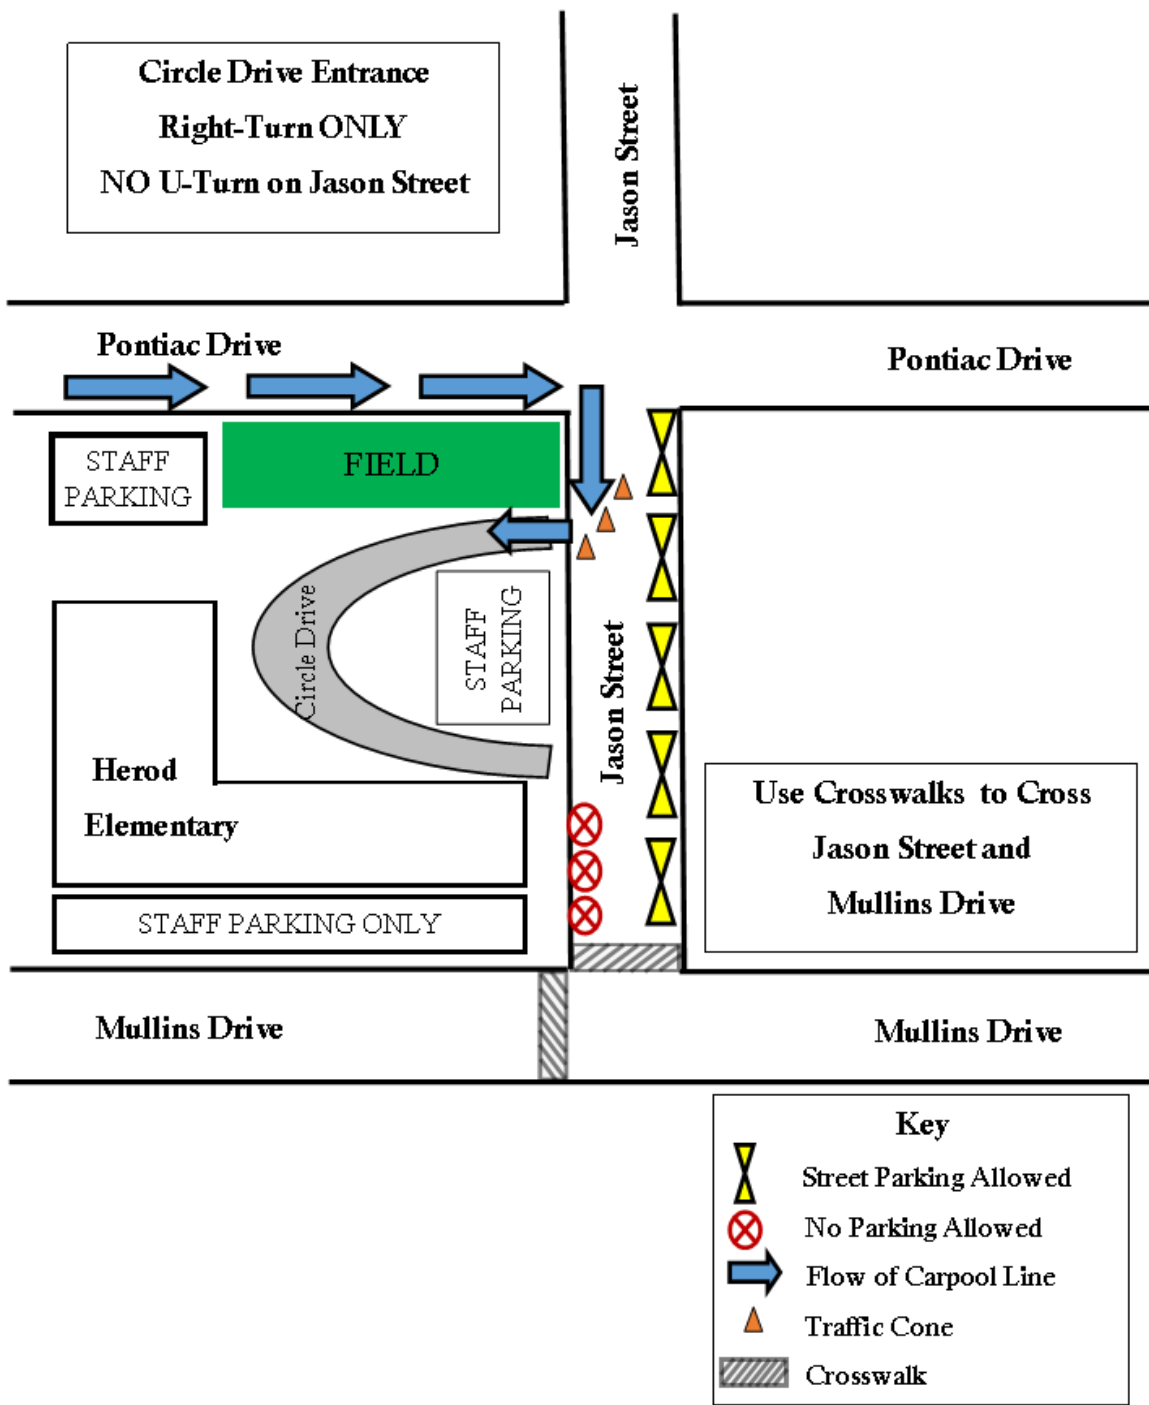 Circle Drive Entrance
Right-Turn ONLY
NO U-Turn on Jason Street
Jason Street
Pontiac Drive
Pontiac Drive
STAFF
PARKING
FIELD
Circle Drive
STAFF
PARKING
Jason Street
Herod
Elementary
STAFF PARKING ONLY
Use Crosswalks to Cross
Jason Street and
Mullins Drive
Mullins Drive
Mullins Drive
Key
Street Parking Allowed
No Parking Allowed
Flow of Carpool Line
Traffic Cone
Crosswalk